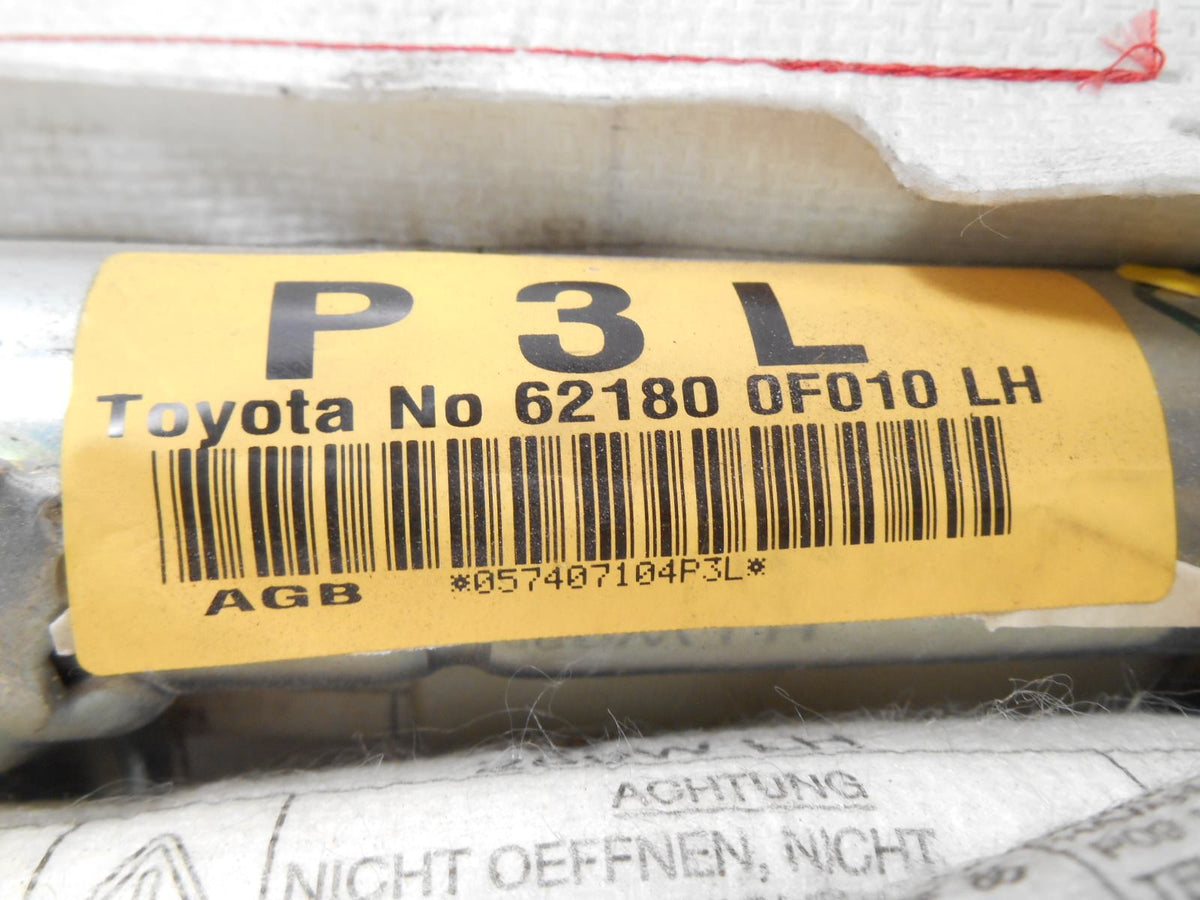 P 3 L
Toyota No 62180 0F010 LH
AGB *057407104P3L*
ACHTUNG
NICHT OEFFNEN, NICHT